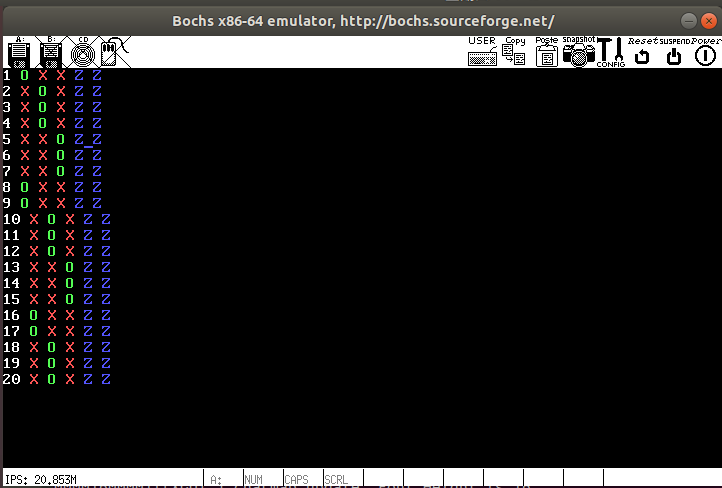 Bochs x86-64 emulator, http://bochs.sourceforge.net/
A: B: CD USER Copy Paste snapshot CONFIG Reset SUSPEND Power
1 O X X Z Z
2 X O X Z Z
3 X O X Z Z
4 X O X Z Z
5 X X O Z_Z
6 X X O Z Z
7 X X O Z Z
8 O X X Z Z
9 O X X Z Z
10 X O X Z Z
11 X O X Z Z
12 X O X Z Z
13 X X O Z Z
14 X X O Z Z
15 X X O Z Z
16 O X X Z Z
17 O X X Z Z
18 X O X Z Z
19 X O X Z Z
20 X O X Z Z
IPS: 20.853M A: NUM CAPS SCRL